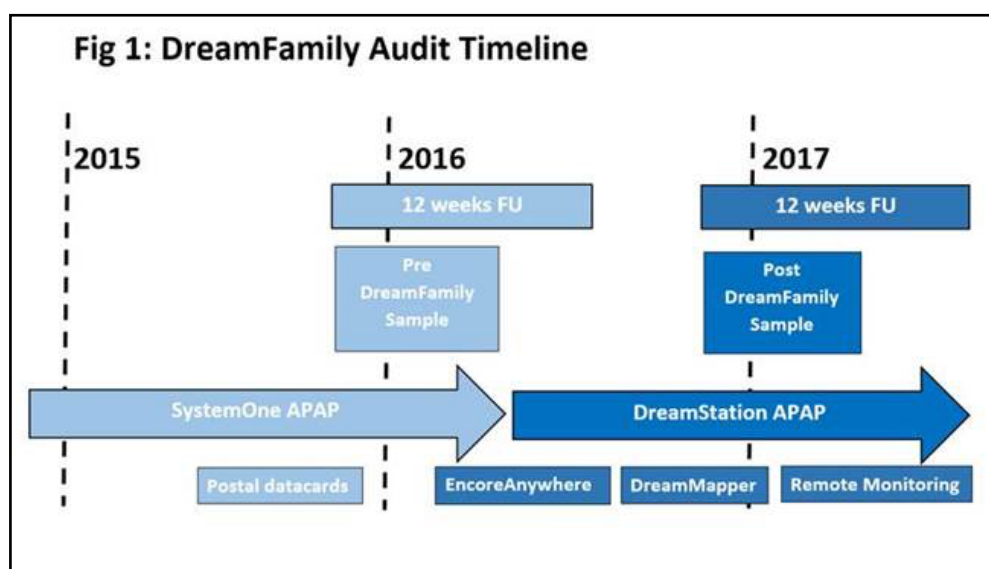 Fig 1: DreamFamily Audit Timeline
2015
2016
2017
12 weeks FU
12 weeks FU
Pre
DreamFamily
Sample
Post
DreamFamily
Sample
SystemOne APAP
DreamStation APAP
Postal datacards
EncoreAnywhere
DreamMapper
Remote Monitoring